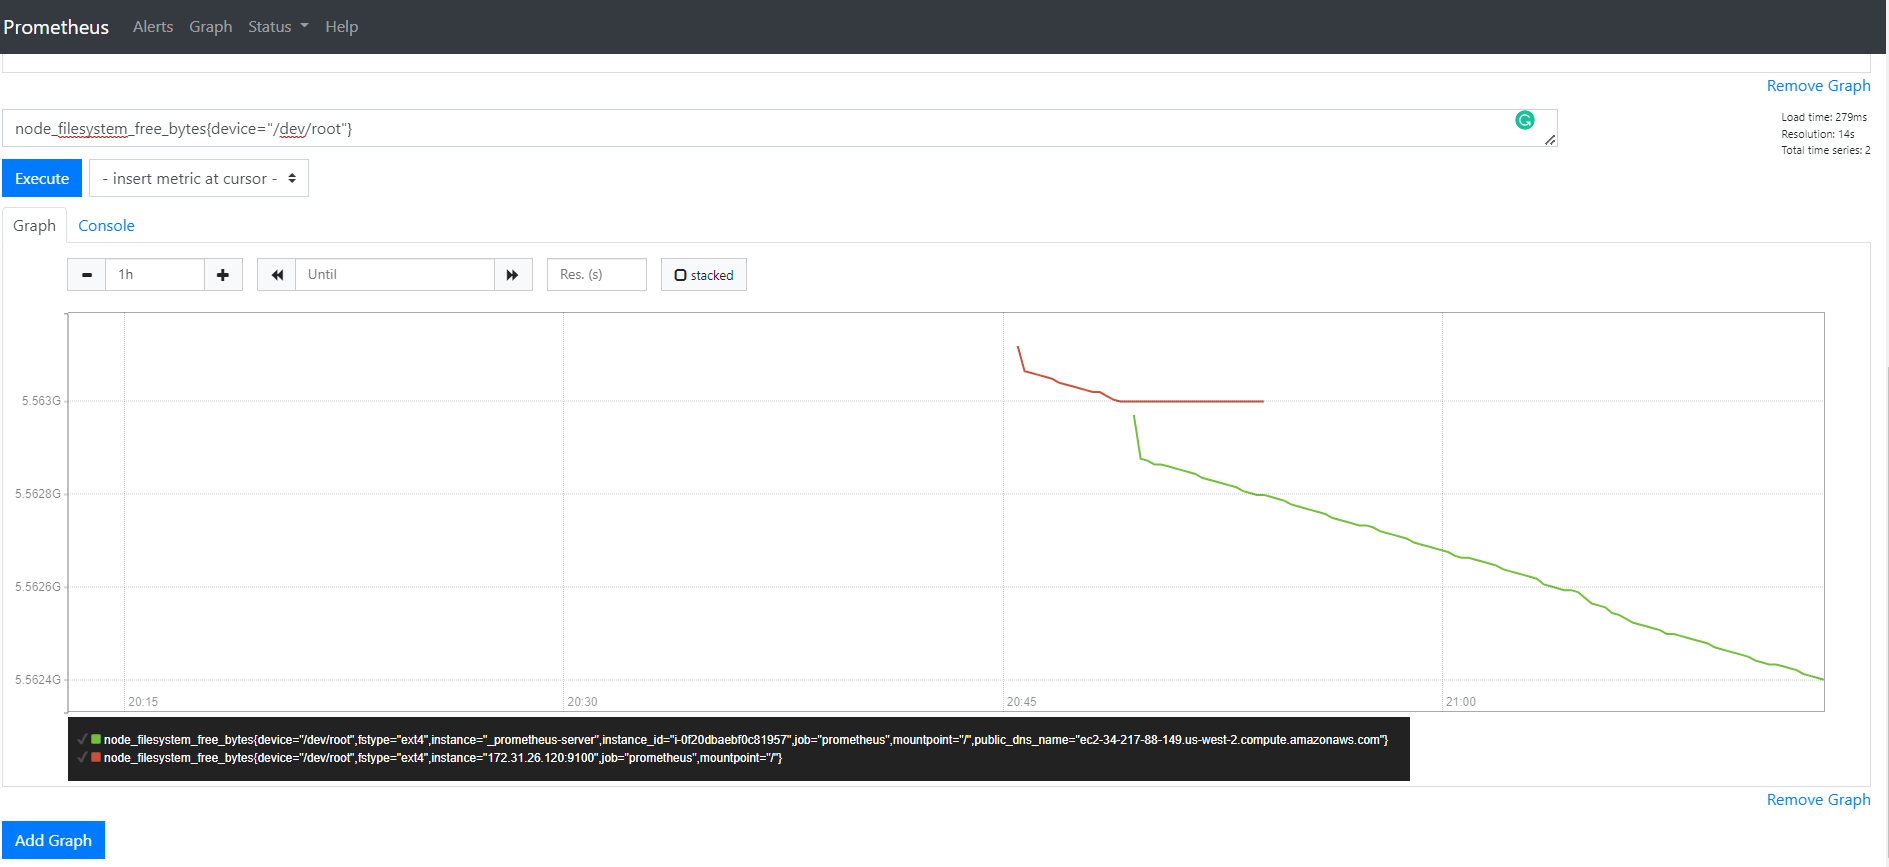 Prometheus Alerts Graph Status Help
Remove Graph
node_filesystem_free_bytes{device="/dev/root"}
Load time: 279ms
Resolution: 14s
Total time series: 2
Execute - insert metric at cursor -
Graph Console
1h Until Res. (s) stacked
5.563G
5.5628G
5.5626G
5.5624G
20:15 20:30 20:45 21:00
node_filesystem_free_bytes{device="/dev/root",fstype="ext4",instance="_prometheus-server",instance_id="i-0f20dbaebf0c81957",job="prometheus",mountpoint="/",public_dns_name="ec2-34-217-88-149.us-west-2.compute.amazonaws.com"}
node_filesystem_free_bytes{device="/dev/root",fstype="ext4",instance="172.31.26.120:9100",job="prometheus",mountpoint="/"}
Remove Graph
Add Graph